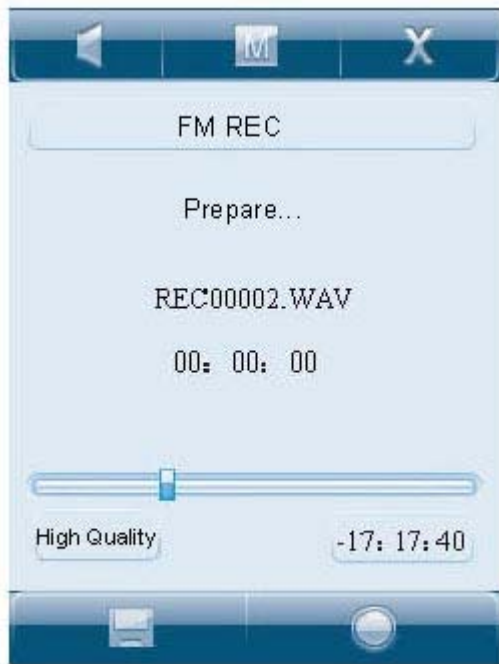 M X
FM REC
Prepare...
REC00002.WAV
00: 00: 00
High Quality -17: 17: 40